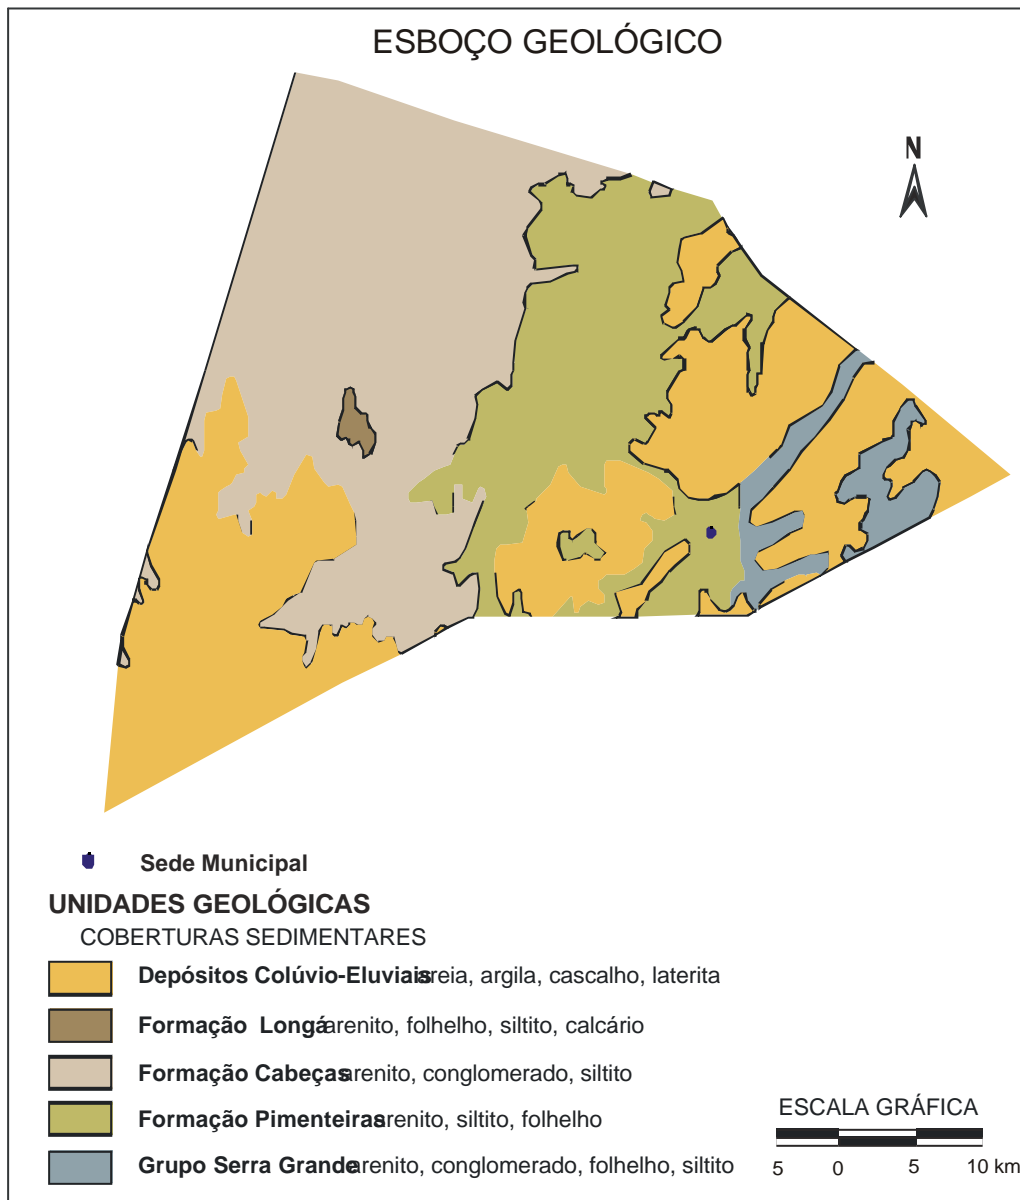 ESBOÇO GEOLÓGICO
N
Sede Municipal
UNIDADES GEOLÓGICAS
COBERTURAS SEDIMENTARES
Depósitos Colúvio-Eluviais areia, argila, cascalho, laterita
Formação Longá arenito, folhelho, siltito, calcário
Formação Cabeças arenito, conglomerado, siltito
Formação Pimenteiras arenito, siltito, folhelho
Grupo Serra Grande arenito, conglomerado, folhelho, siltito
ESCALA GRÁFICA
5 0 5 10 km